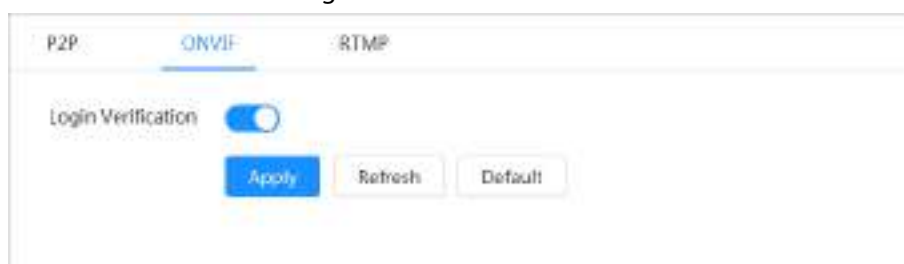 P2P ONVIF RTMP
Login Verification
Apply Refresh Default